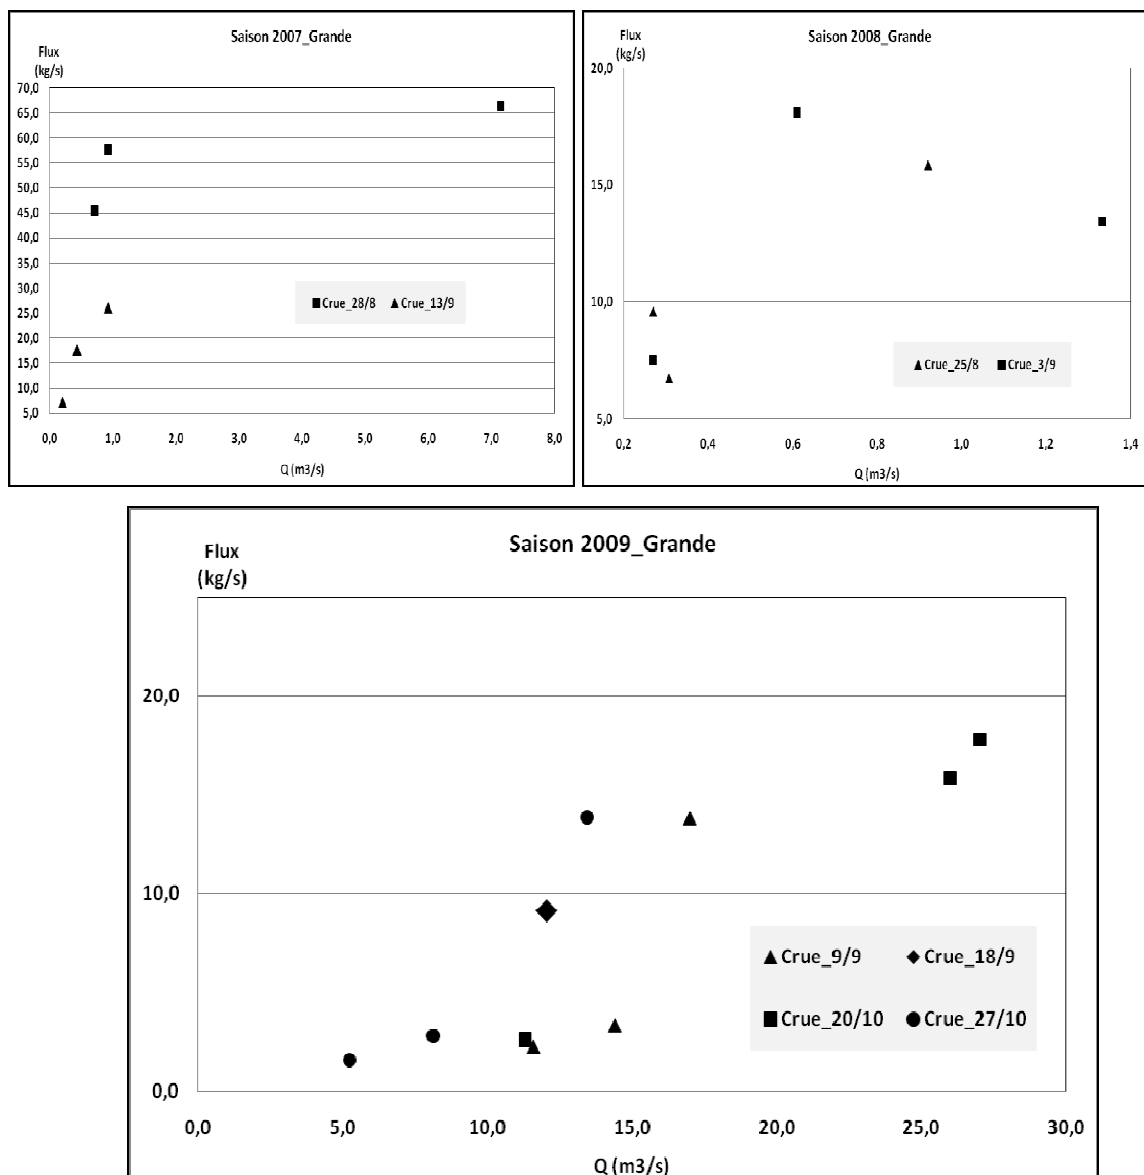 Saison 2007_Grande
Flux
(kg/s)
70,0
65,0
60,0
55,0
50,0
45,0
40,0
35,0
30,0
25,0
20,0
15,0
10,0
5,0
Crue_28/8 Crue_13/9
0,0 1,0 2,0 3,0 4,0 5,0 6,0 7,0 8,0
Q (m3/s)
Saison 2008_Grande
Flux
(kg/s)
20,0
15,0
10,0
5,0
Crue_25/8 Crue_3/9
0,2 0,4 0,6 0,8 1,0 1,2 1,4
Q (m3/s)
Saison 2009_Grande
Flux
(kg/s)
20,0
10,0
0,0
Crue_9/9 Crue_18/9
Crue_20/10 Crue_27/10
0,0 5,0 10,0 15,0 20,0 25,0 30,0
Q (m3/s)